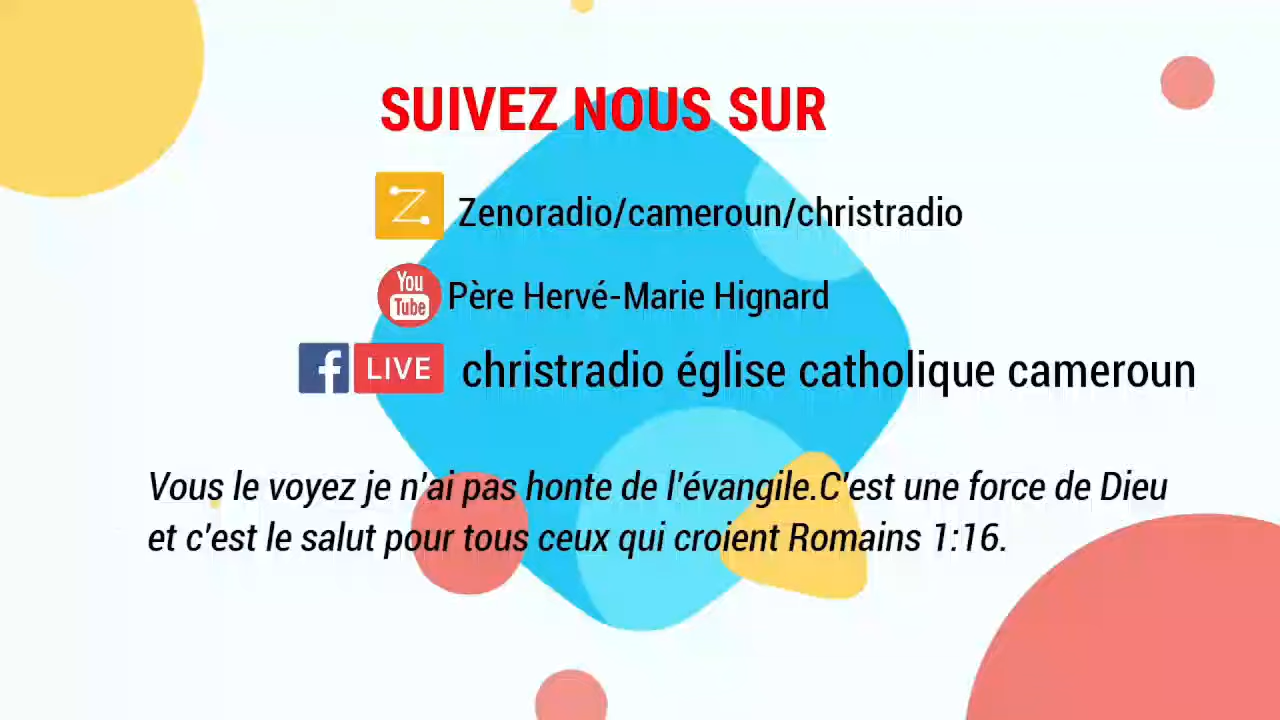 SUIVEZ NOUS SUR
Z Zenoradio/cameroun/christradio
You Tube Père Hervé-Marie Hignard
f LIVE christradio église catholique cameroun
Vous le voyez je n'ai pas honte de l'évangile.C'est une force de Dieu
et c'est le salut pour tous ceux qui croient Romains 1:16.